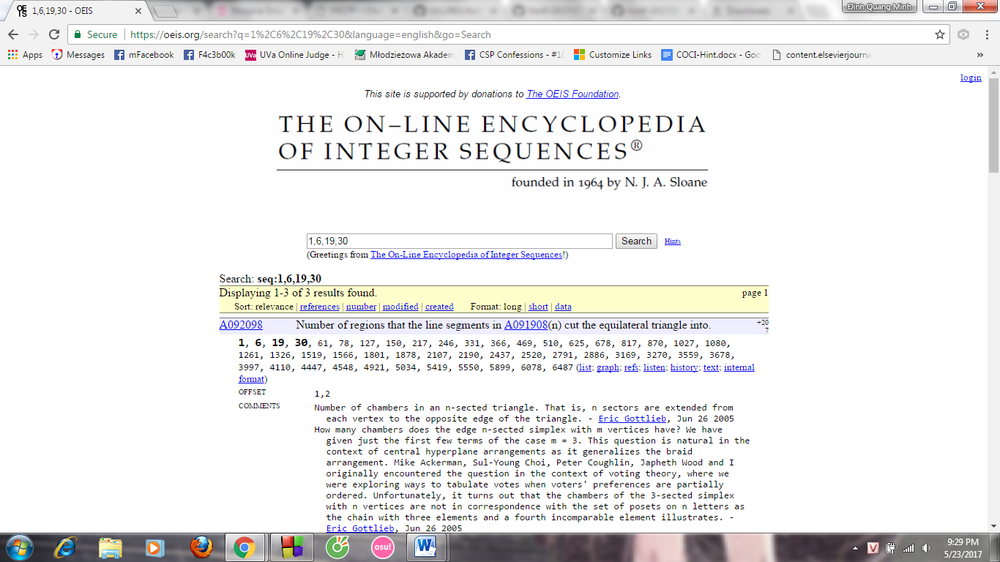 1,6,19,30 - OEIS
Đinh Quang Minh
Secure https://oeis.org/search?q=1%2C6%2C19%2C30&language=english&go=Search
Apps Messages mFacebook F4c3b00k UVa Online Judge - H Młodzieżowa Akadem CSP Confessions - #10 Customize Links COCI-Hint.docx - Goo content.elsevierjourna »
login
This site is supported by donations to The OEIS Foundation.
THE ON–LINE ENCYCLOPEDIA
OF INTEGER SEQUENCES®
founded in 1964 by N. J. A. Sloane
1,6,19,30 Search Hints
(Greetings from The On-Line Encyclopedia of Integer Sequences!)
Search: seq:1,6,19,30
Displaying 1-3 of 3 results found. page 1
Sort: relevance | references | number | modified | created Format: long | short | data
A092098 Number of regions that the line segments in A091908(n) cut the equilateral triangle into. +20
7
1, 6, 19, 30, 61, 78, 127, 150, 217, 246, 331, 366, 469, 510, 625, 678, 817, 870, 1027, 1080,
1261, 1326, 1519, 1566, 1801, 1878, 2107, 2190, 2437, 2520, 2791, 2886, 3169, 3270, 3559, 3678,
3997, 4110, 4447, 4548, 4921, 5034, 5419, 5550, 5899, 6078, 6487 (list; graph; refs; listen; history; text; internal
format)
OFFSET 1,2
COMMENTS Number of chambers in an n-sected triangle. That is, n sectors are extended from
each vertex to the opposite edge of the triangle. - Eric Gottlieb, Jun 26 2005
How many chambers does the edge n-sected simplex with m vertices have? We have
given just the first few terms of the case m = 3. This question is natural in the
context of central hyperplane arrangements as it generalizes the braid
arrangement. Mike Ackerman, Sul-Young Choi, Peter Coughlin, Japheth Wood and I
originally encountered the question in the context of voting theory, where we
were exploring ways to tabulate votes when voters' preferences are partially
ordered. Unfortunately, it turns out that the chambers of the 3-sected simplex
with n vertices are not in correspondence with the set of posets on n letters as
the chain with three elements and a fourth incomparable element illustrates. -
Eric Gottlieb, Jun 26 2005
osu!
9:29 PM
5/23/2017